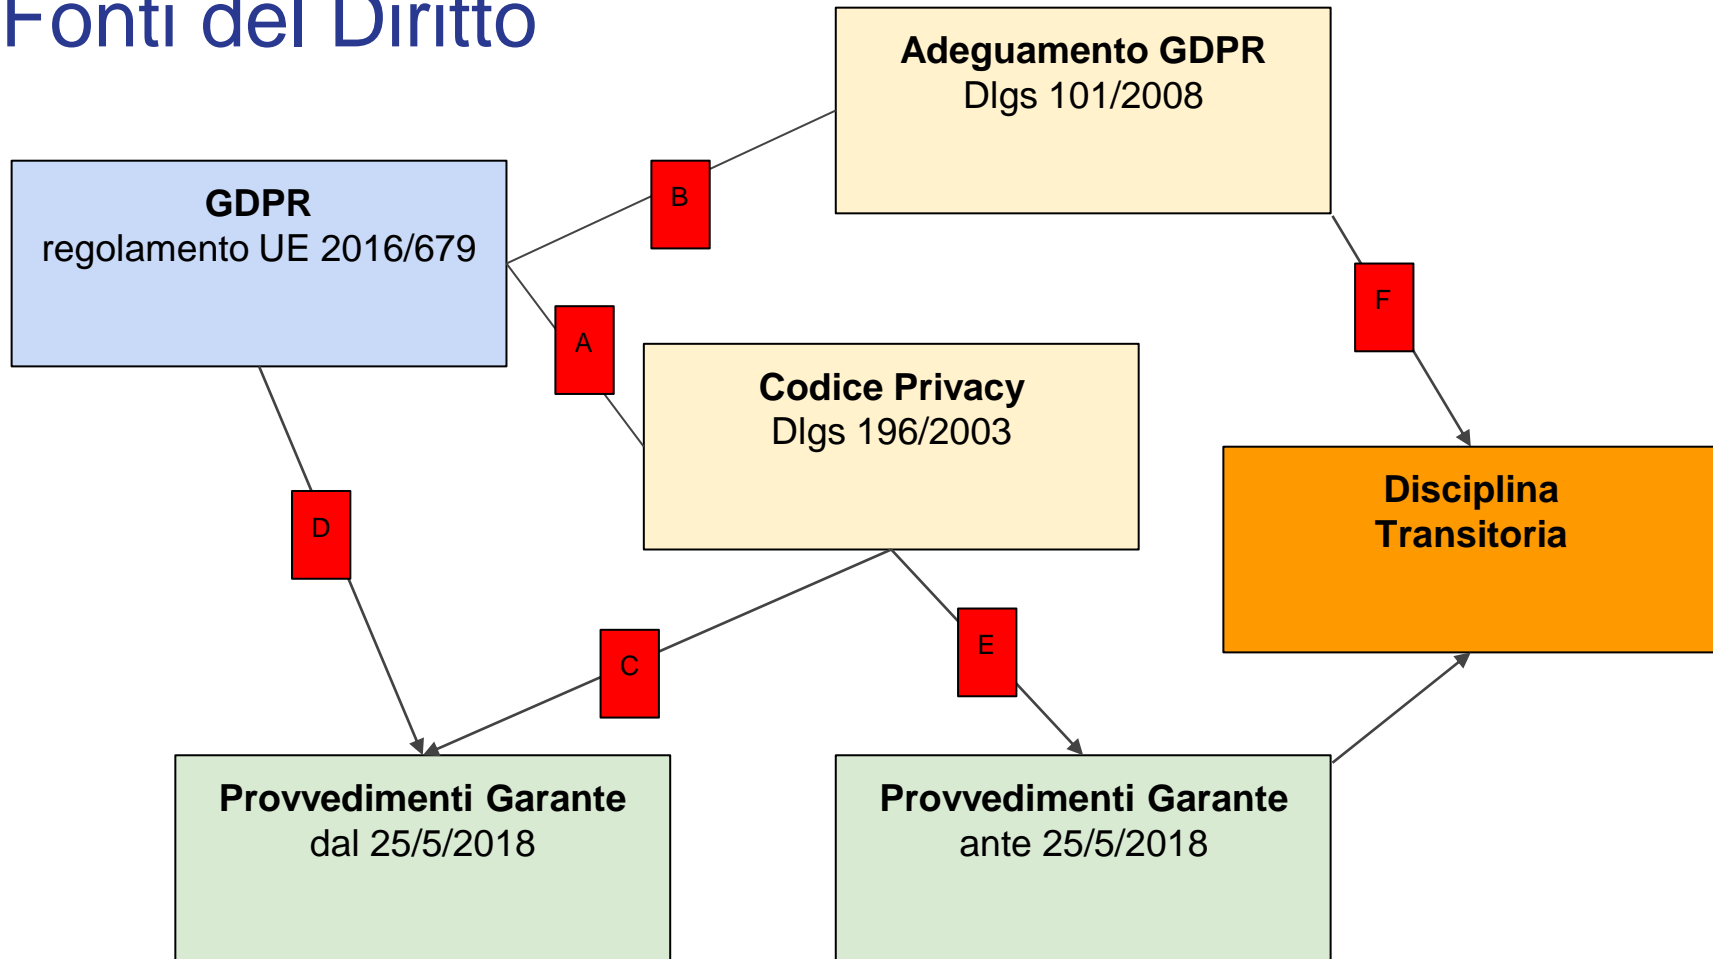 Fonti del Diritto
Adeguamento GDPR
Dlgs 101/2008
GDPR
regolamento UE 2016/679
B
A
F
Codice Privacy
Dlgs 196/2003
Disciplina
Transitoria
D
C
E
Provvedimenti Garante
dal 25/5/2018
Provvedimenti Garante
ante 25/5/2018